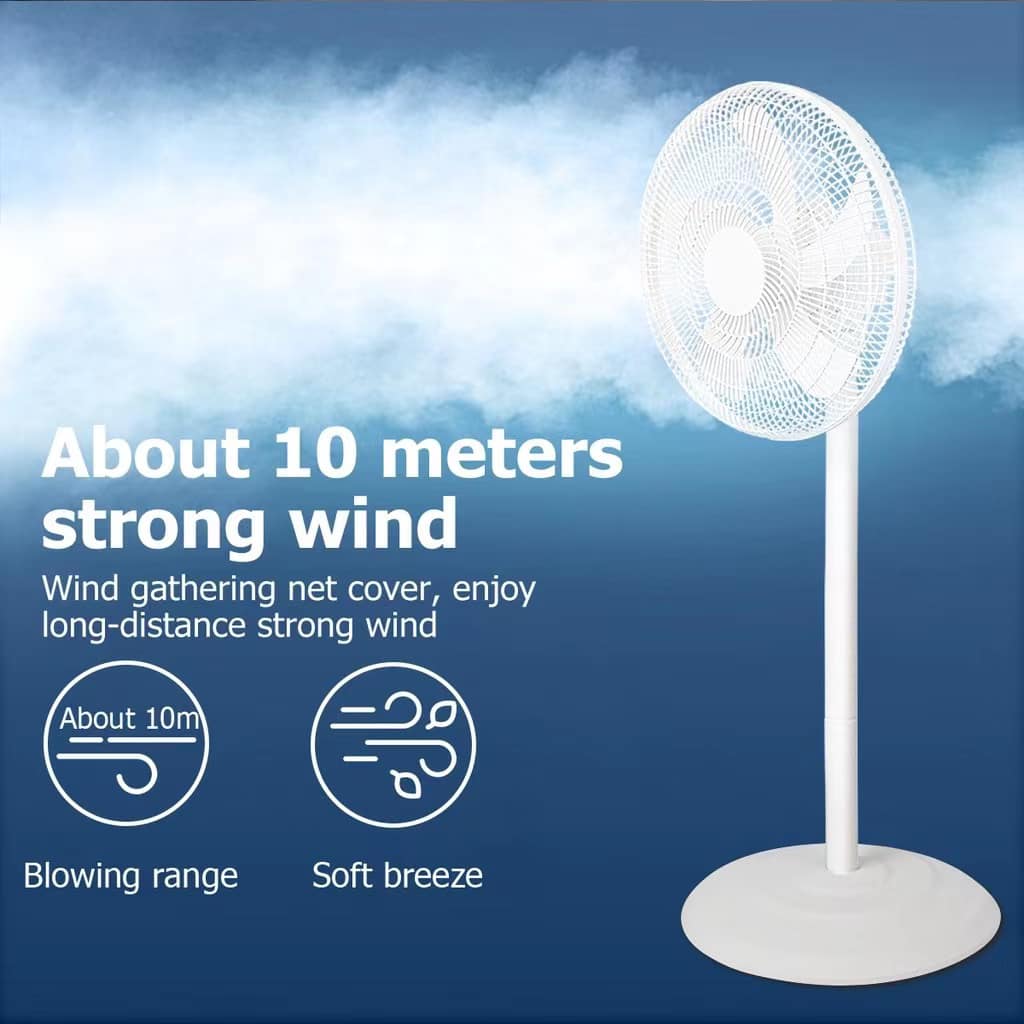 About 10 meters
strong wind
Wind gathering net cover, enjoy
long-distance strong wind
About 10m
Blowing range
Soft breeze